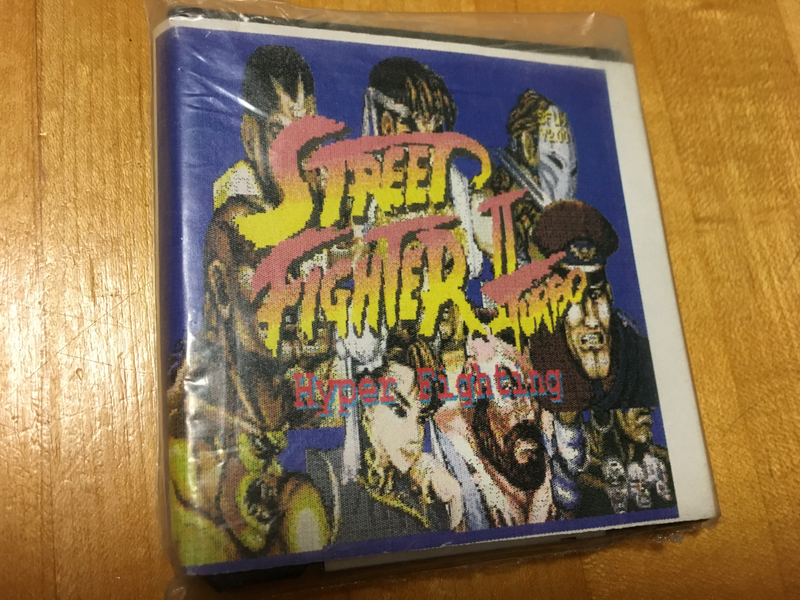 STREET
FIGHTER II
TURBO
Hyper Fighting